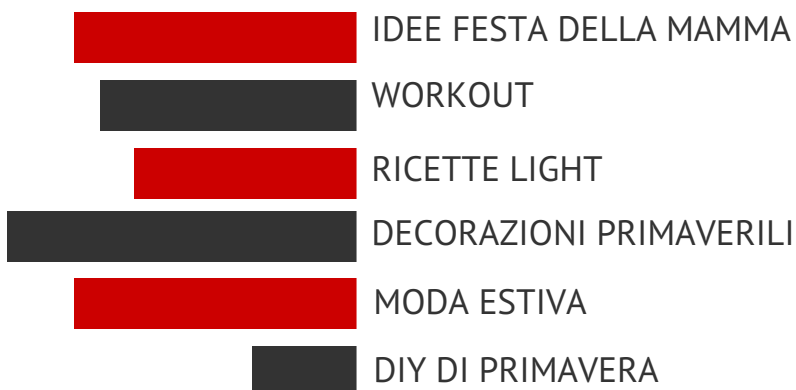 IDEE FESTA DELLA MAMMA
WORKOUT
RICETTE LIGHT
DECORAZIONI PRIMAVERILI
MODA ESTIVA
DIY DI PRIMAVERA